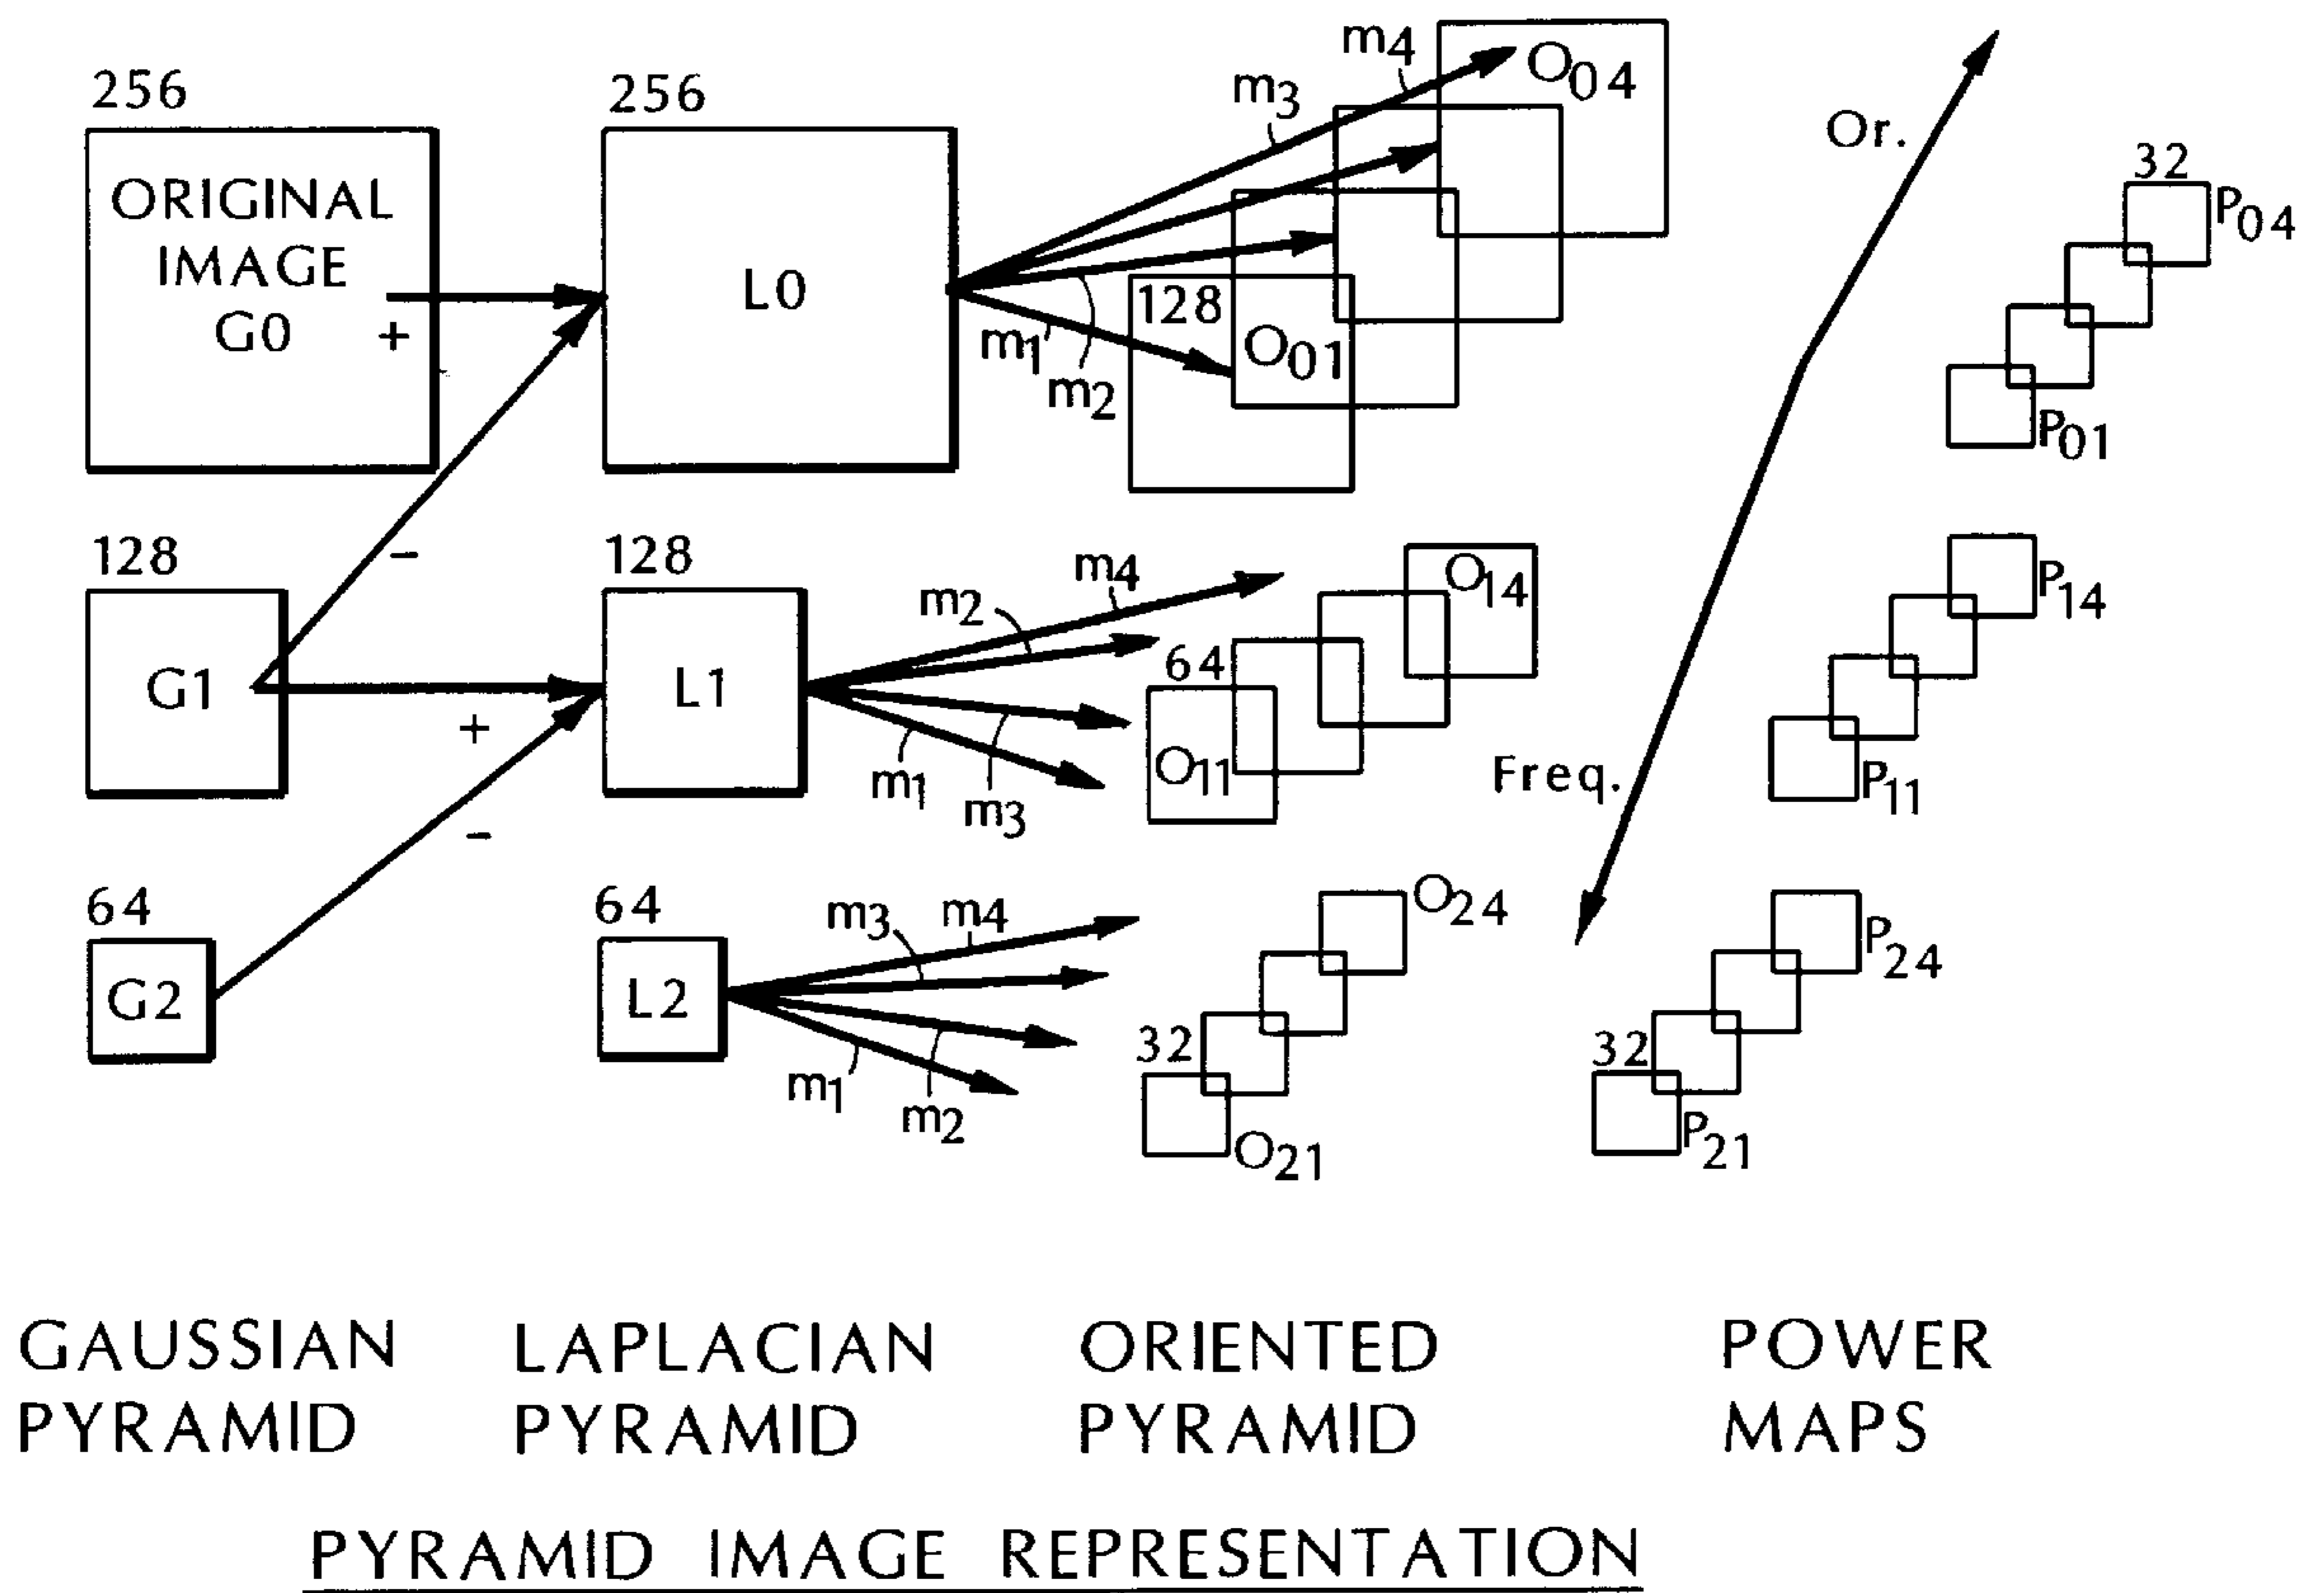 256
256
m4
O04
m3
Or.
32
P04
ORIGINAL
IMAGE
G0
+
L0
128
m1
O01
m2
P01
128
128
−
m4
O14
m2
P14
64
G1
L1
+
O11
m1
m3
Freq.
P11
−
64
64
m3
m4
O24
P24
G2
L2
32
32
m1
m2
O21
P21
GAUSSIAN
PYRAMID
LAPLACIAN
PYRAMID
ORIENTED
PYRAMID
POWER
MAPS
PYRAMID IMAGE REPRESENTATION